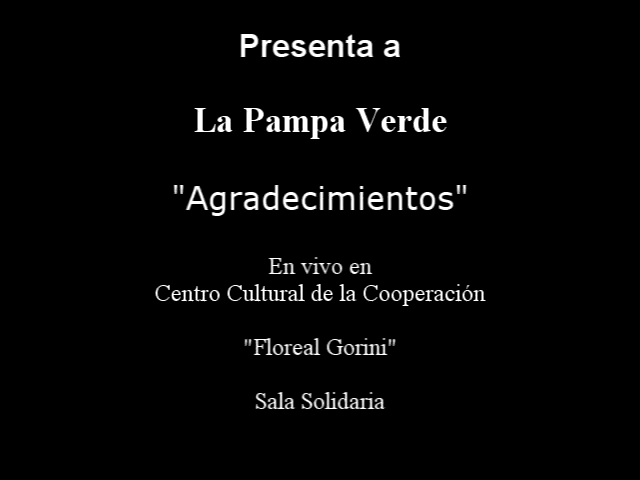 Presenta a
La Pampa Verde
"Agradecimientos"
En vivo en
Centro Cultural de la Cooperación
"Floreal Gorini"
Sala Solidaria